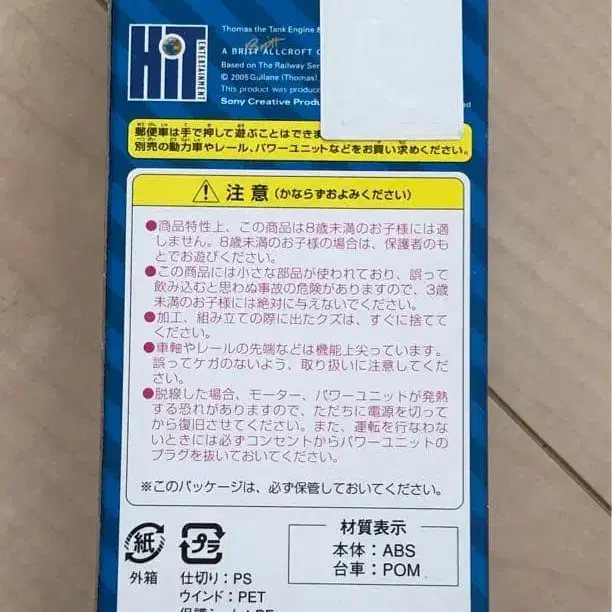 HiT
ENTERTAINMENT
Thomas the Tank Engine &
A BRITT ALLCROFT C
Based on The Railway Ser
© 2005 Gullane (Thomas)
This product was produce
Sony Creative Produ
郵便車は手で押して遊ぶことはでき
別売の動力車やレール、パワーユニットなどをお買い求めください。
注意(かならずおよみください)
●商品特性上、この商品は8歳未満のお子様には適
しません。8歳未満のお子様の場合は、保護者のも
とでお遊びください。
●この商品には小さな部品が使われており、誤って
飲み込むと思わぬ事故の危険がありますので、3歳
未満のお子様には絶対に与えないでください。
●加工、組み立ての際に出たクズは、すぐに捨てて
ください。
●車軸やレールの先端などは機能上尖っています。
誤ってケガのないよう、取り扱いに注意してくだ
さい。
●脱線した場合、モーター、パワーユニットが発熱
する恐れがありますので、ただちに電源を切って
から復旧させてください。また、運転を行なわな
いときには必ずコンセントからパワーユニットの
プラグを抜いておいてください。
※このパッケージは、必ず保管しておいてください。
紙
外箱
プラ
仕切り:PS
ウインド:PET
材質表示
本体:ABS
台車:POM